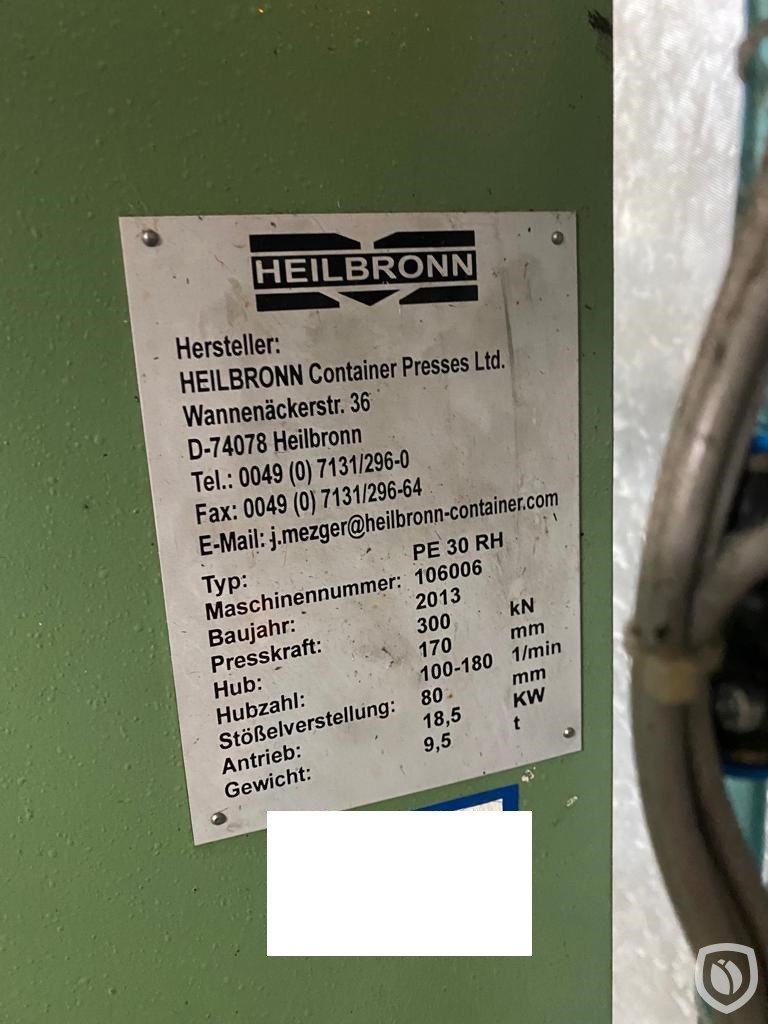 HEILBRONN
Hersteller:
HEILBRONN Container Presses Ltd.
Wannenäckerstr. 36
D-74078 Heilbronn
Tel.: 0049 (0) 7131/296-0
Fax: 0049 (0) 7131/296-64
E-Mail: j.mezger@heilbronn-container.com
Typ: PE 30 RH
Maschinennummer: 106006
Baujahr: 2013
Presskraft: 300 kN
Hub: 170 mm
Hubzahl: 100-180 1/min
Stößelverstellung: 80 mm
Antrieb: 18,5 KW
Gewicht: 9,5 t